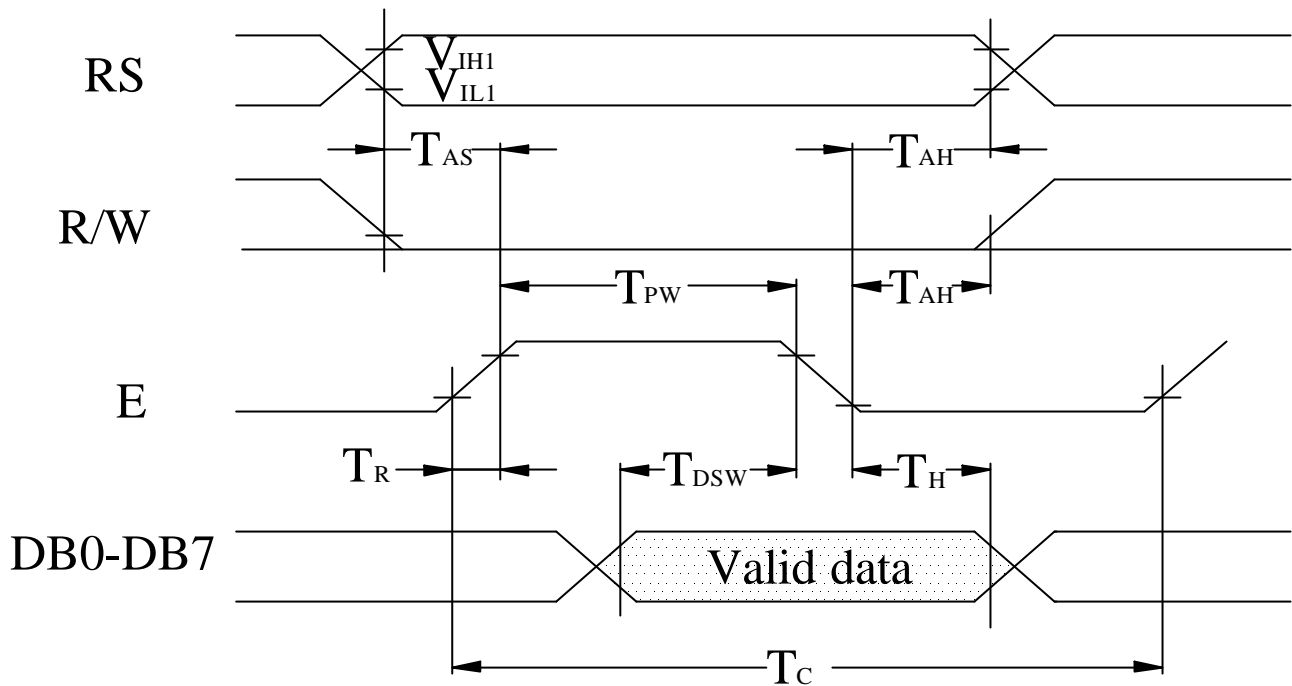 RS
VIH1
VIL1
TAS
TAH
R/W
TPW
TAH
E
TR
TDSW
TH
DB0-DB7
Valid data
TC